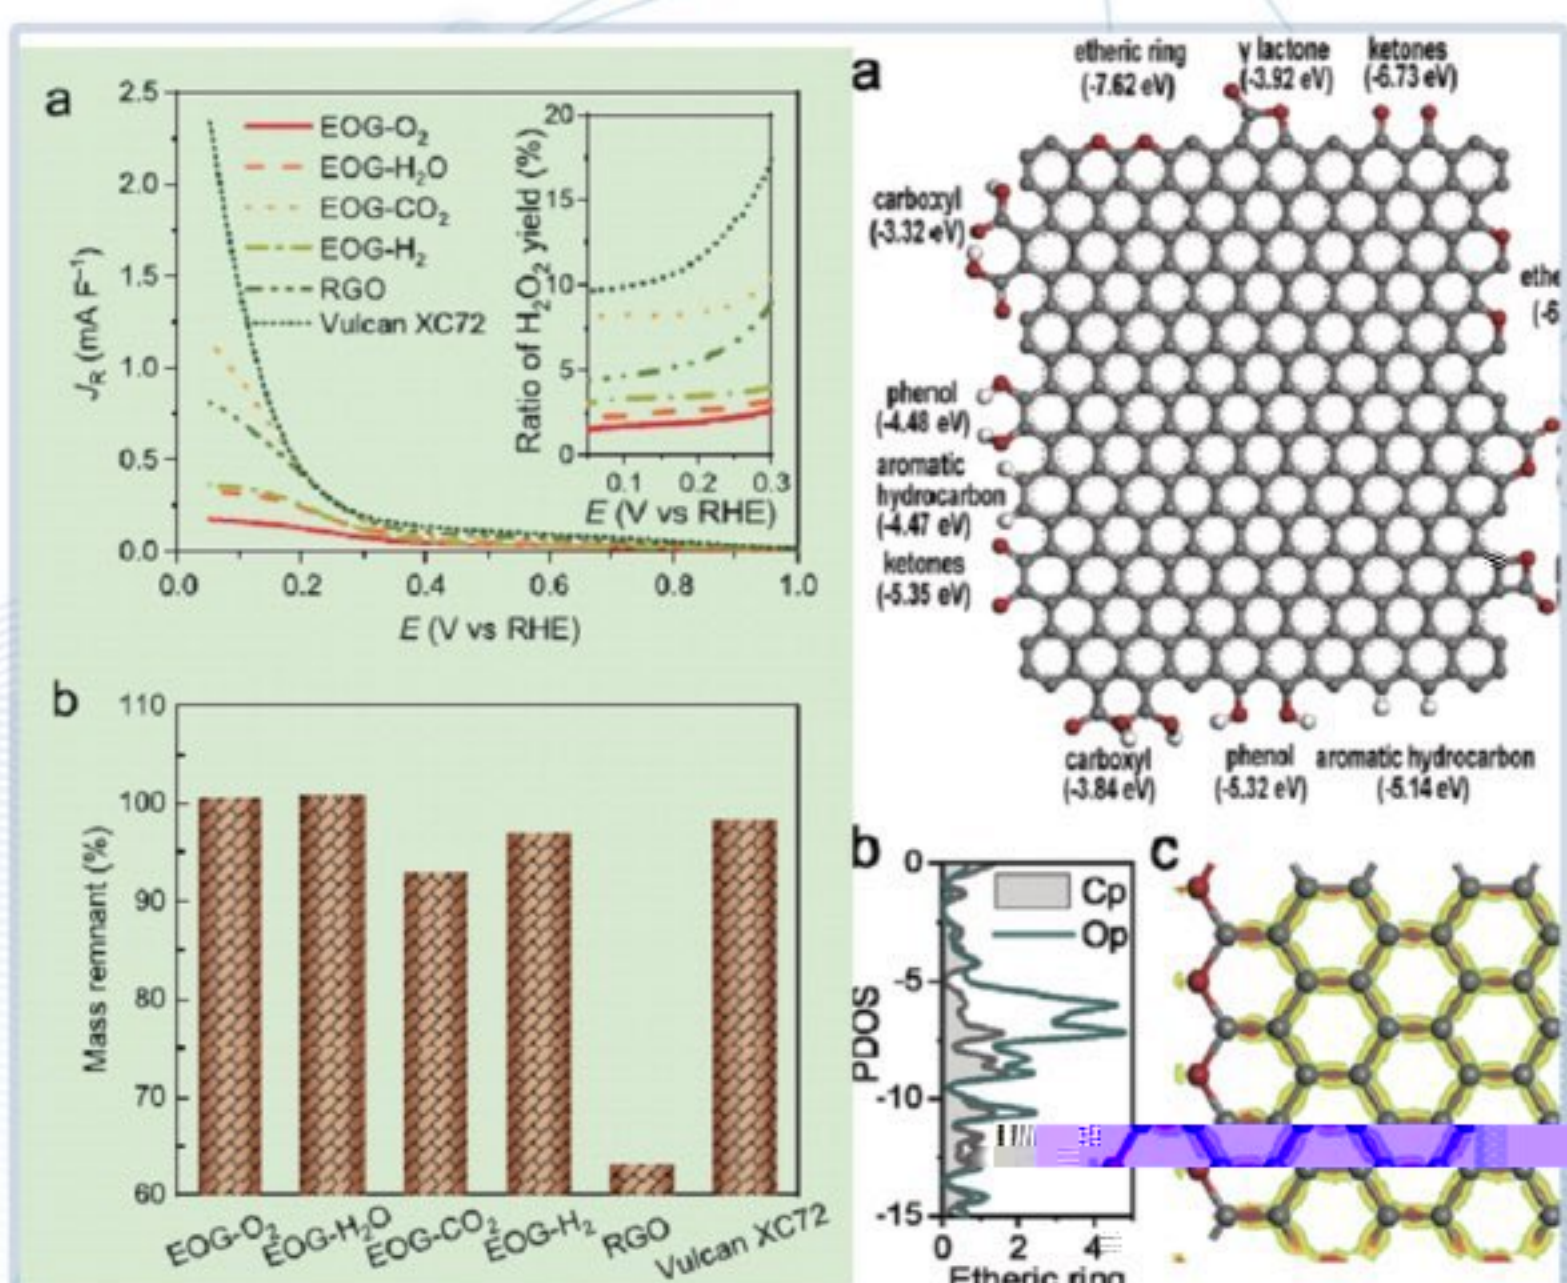 a
2.5
2.0
1.5
1.0
0.5
0.0
J_R (mA F⁻¹)
EOG-O₂
EOG-H₂O
EOG-CO₂
EOG-H₂
RGO
Vulcan XC72
0.0 0.2 0.4 0.6 0.8 1.0
E (V vs RHE)
20
15
10
5
0
Ratio of H₂O₂ yield (%)
0.1 0.2 0.3
E (V vs RHE)
b
110
100
90
80
70
60
Mass remnant (%)
EOG-O₂ EOG-H₂O EOG-CO₂ EOG-H₂ RGO Vulcan XC72
a
etheric ring
(-7.62 eV)
γ lactone
(-3.92 eV)
ketones
(-6.73 eV)
carboxyl
(-3.32 eV)
ethe
(-6
phenol
(-4.48 eV)
aromatic
hydrocarbon
(-4.47 eV)
ketones
(-5.35 eV)
carboxyl
(-3.84 eV)
phenol
(-5.32 eV)
aromatic hydrocarbon
(-5.14 eV)
b
0
-5
-10
-15
PDOS
Cp
Op
0 2 4
Etheric ring
c